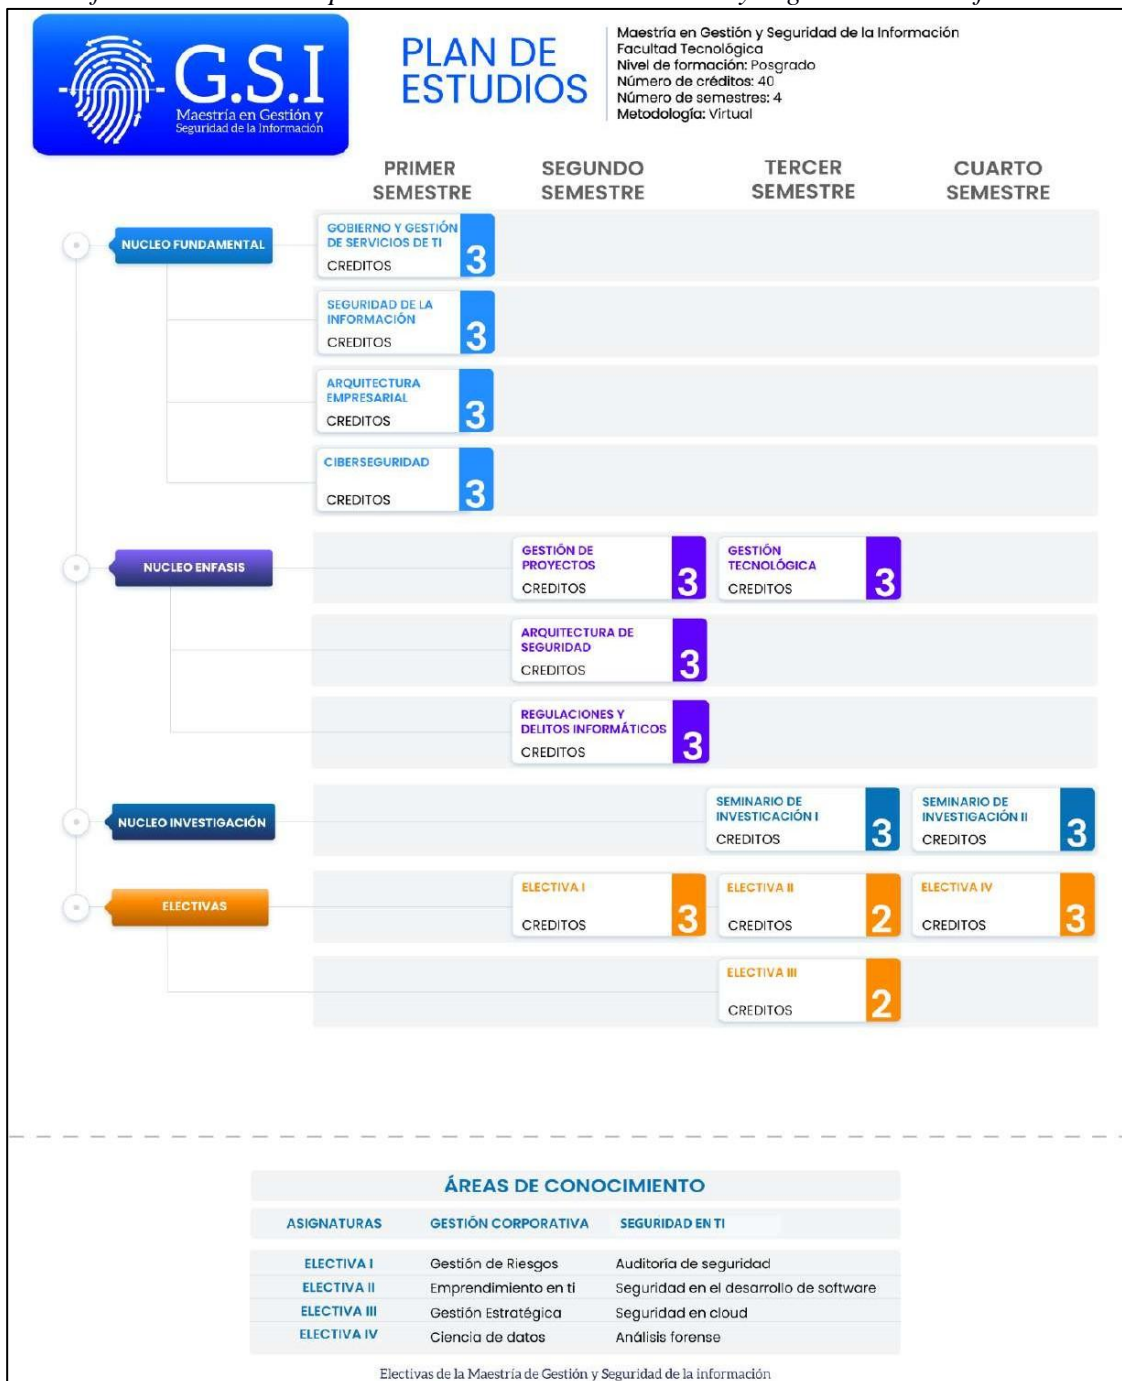 G.S.I
Maestría en Gestión y
Seguridad de la Información
PLAN DE
ESTUDIOS
Maestría en Gestión y Seguridad de la Información
Facultad Tecnológica
Nivel de formación: Posgrado
Número de créditos: 40
Número de semestres: 4
Metodología: Virtual
PRIMER
SEMESTRE
SEGUNDO
SEMESTRE
TERCER
SEMESTRE
CUARTO
SEMESTRE
NUCLEO FUNDAMENTAL
GOBIERNO Y GESTIÓN
DE SERVICIOS DE TI
CREDITOS
3
SEGURIDAD DE LA
INFORMACIÓN
CREDITOS
3
ARQUITECTURA
EMPRESARIAL
CREDITOS
3
CIBERSEGURIDAD
CREDITOS
3
NUCLEO ENFASIS
GESTIÓN DE
PROYECTOS
CREDITOS
3
GESTIÓN
TECNOLÓGICA
CREDITOS
3
ARQUITECTURA DE
SEGURIDAD
CREDITOS
3
REGULACIONES Y
DELITOS INFORMÁTICOS
CREDITOS
3
NUCLEO INVESTIGACIÓN
SEMINARIO DE
INVESTICACIÓN I
CREDITOS
3
SEMINARIO DE
INVESTIGACIÓN II
CREDITOS
3
ELECTIVAS
ELECTIVA I
CREDITOS
3
ELECTIVA II
CREDITOS
2
ELECTIVA IV
CREDITOS
3
ELECTIVA III
CREDITOS
2
ÁREAS DE CONOCIMIENTO
ASIGNATURAS GESTIÓN CORPORATIVA SEGURIDAD EN TI
ELECTIVA I Gestión de Riesgos Auditoría de seguridad
ELECTIVA II Emprendimiento en ti Seguridad en el desarrollo de software
ELECTIVA III Gestión Estratégica Seguridad en cloud
ELECTIVA IV Ciencia de datos Análisis forense
Electivas de la Maestría de Gestión y Seguridad de la información